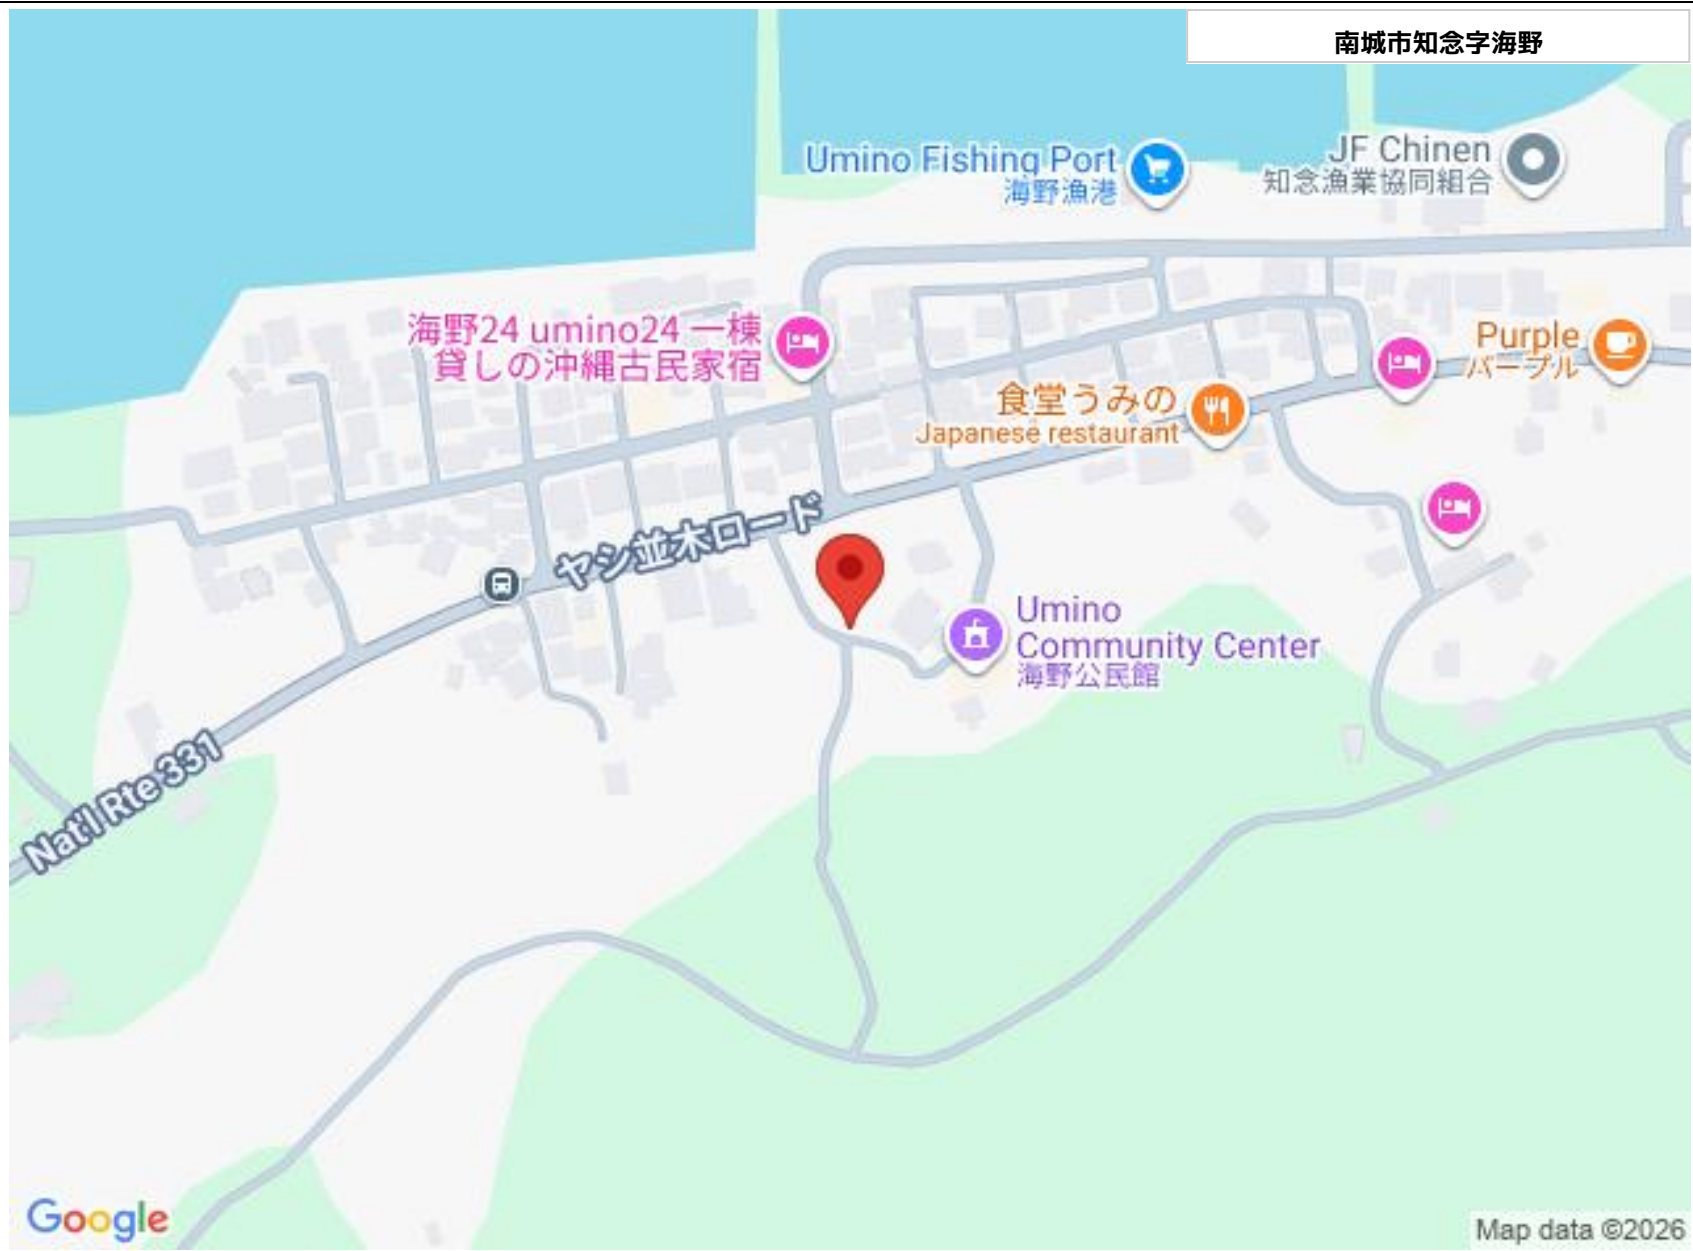 南城市知念字海野
Umino Fishing Port
海野漁港
JF Chinen
知念漁業協同組合
海野24 umino24 一棟
貸しの沖縄古民家宿
Purple
パープル
食堂うみの
Japanese restaurant
ヤシ並木ロード
Umino
Community Center
海野公民館
Nat'l Rte 331
Google
Map data ©2026